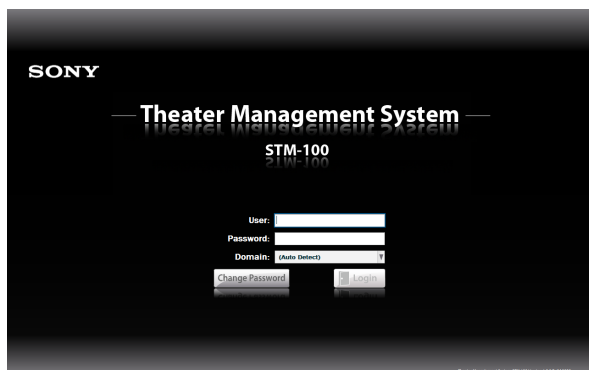 SONY
Theater Management System
STM-100
User:
Password:
Domain: (Auto Detect)
Change Password Login